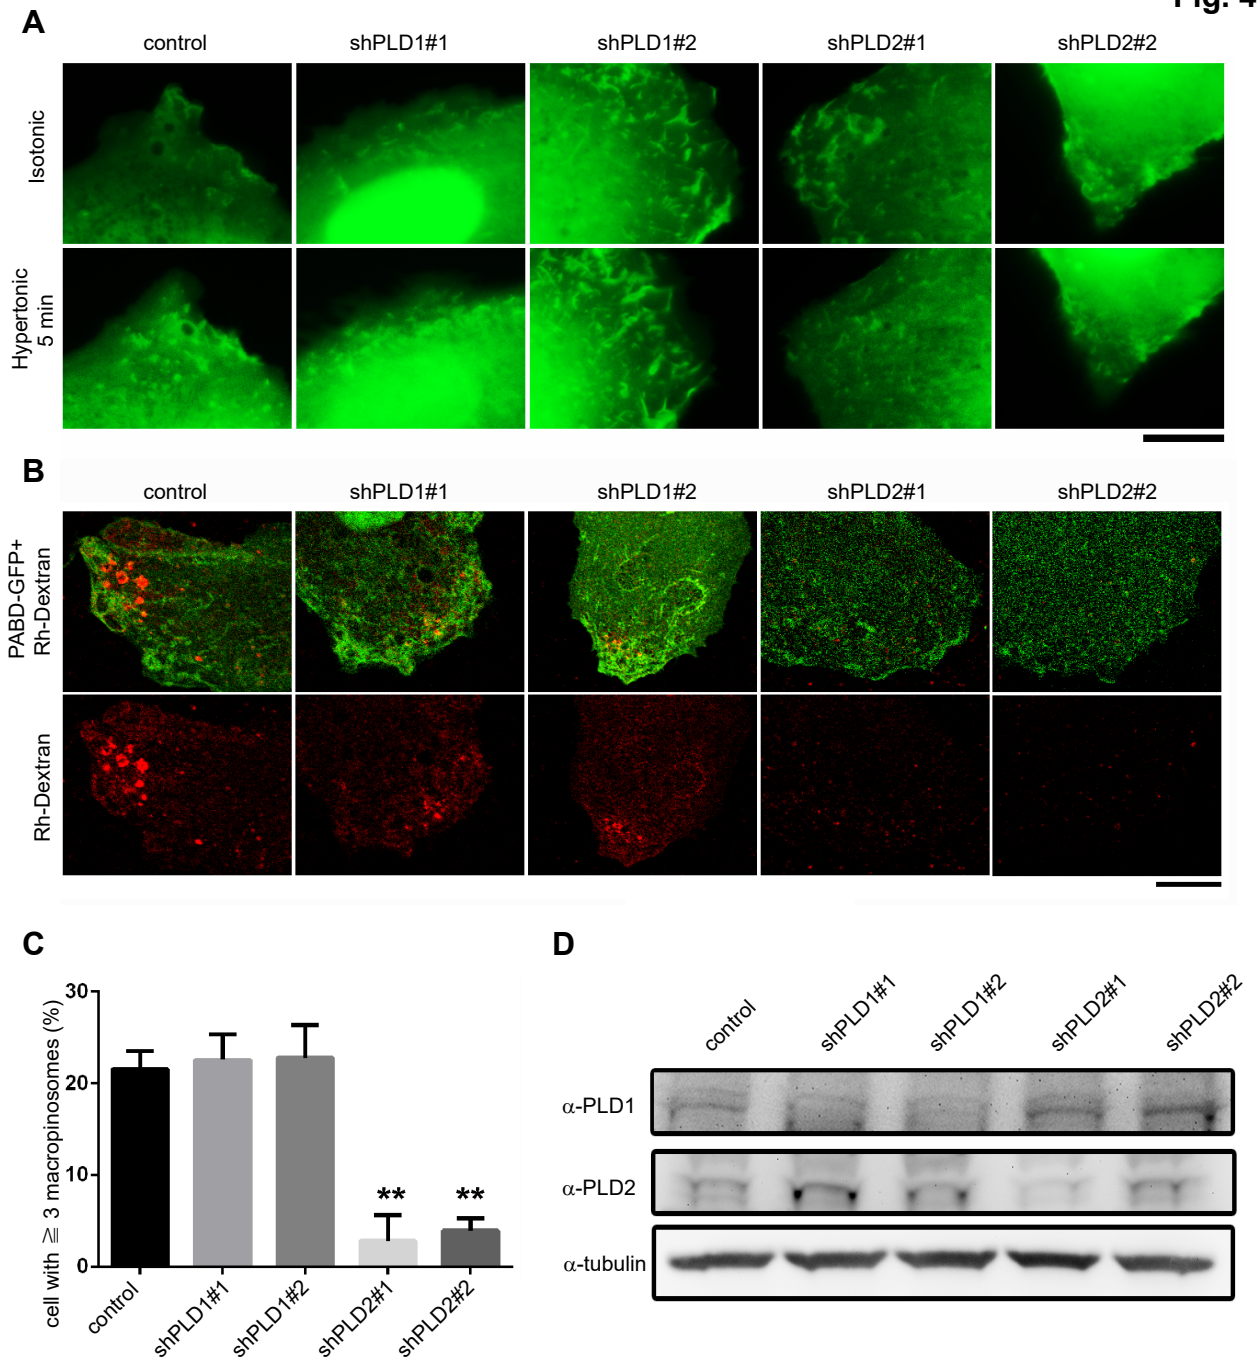 Fig. 4
A
control shPLD1#1 shPLD1#2 shPLD2#1 shPLD2#2
Isotonic
Hypertonic
5 min
B
control shPLD1#1 shPLD1#2 shPLD2#1 shPLD2#2
PABD-GFP+
Rh-Dextran
Rh-Dextran
C
cell with ≧ 3 macropinosomes (%)
30
20
10
0
** **
control shPLD1#1 shPLD1#2 shPLD2#1 shPLD2#2
D
control shPLD1#1 shPLD1#2 shPLD2#1 shPLD2#2
α-PLD1
α-PLD2
α-tubulin